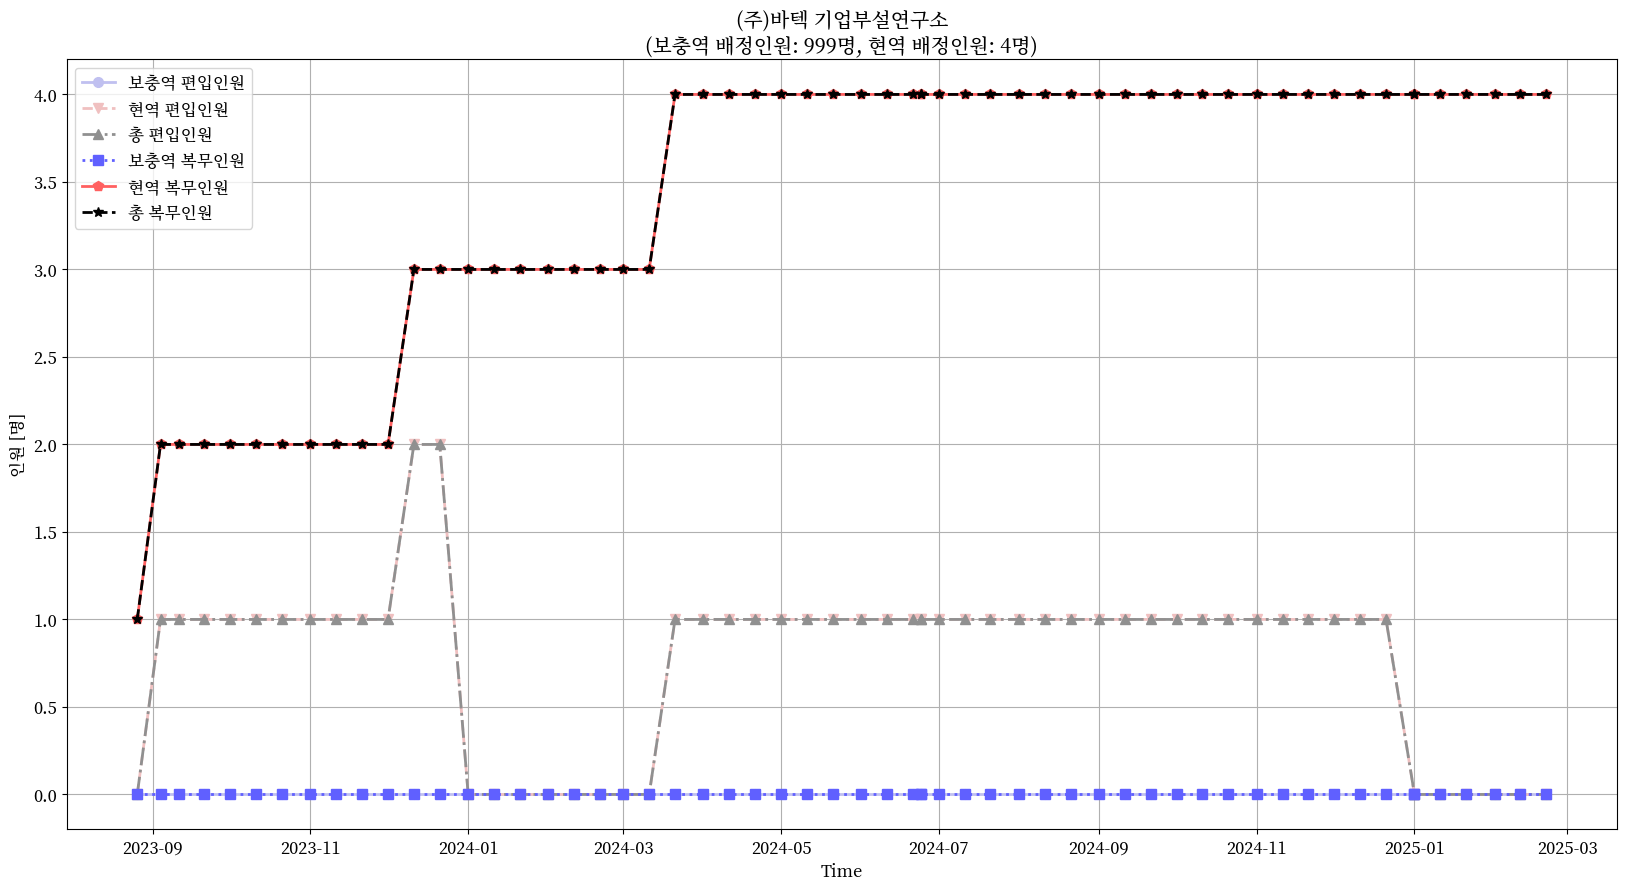 (주)바텍 기업부설연구소
(보충역 배정인원: 999명, 현역 배정인원: 4명)
보충역 편입인원
현역 편입인원
총 편입인원
보충역 복무인원
현역 복무인원
총 복무인원
4.0
3.5
3.0
2.5
2.0
1.5
1.0
0.5
0.0
인원 [명]
2023-09 2023-11 2024-01 2024-03 2024-05 2024-07 2024-09 2024-11 2025-01 2025-03
Time